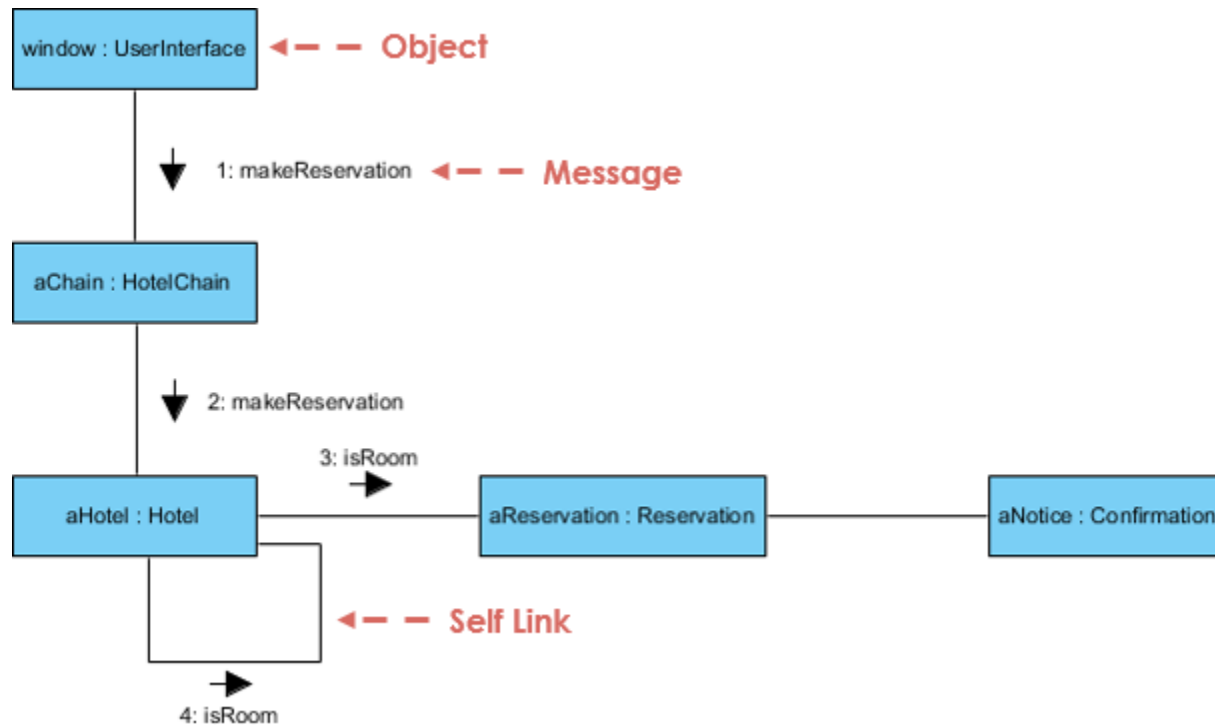 window : UserInterface
Object
1: makeReservation
Message
aChain : HotelChain
2: makeReservation
3: isRoom
aHotel : Hotel
aReservation : Reservation
aNotice : Confirmation
Self Link
4: isRoom